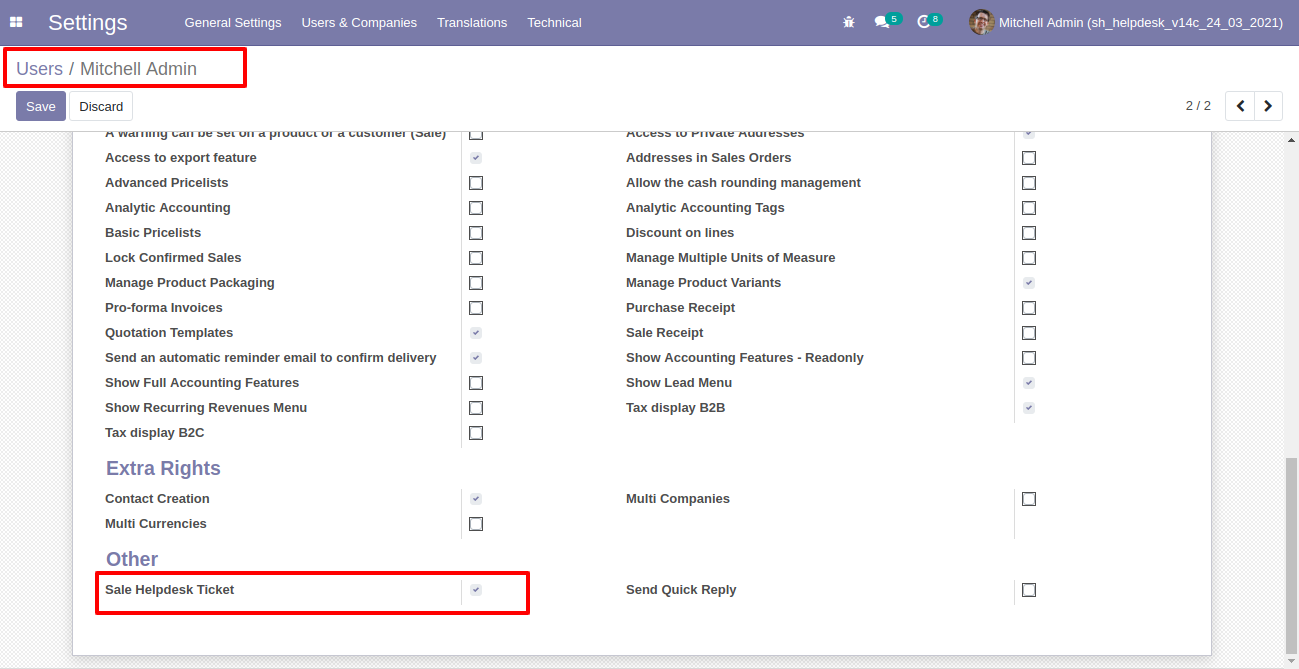 Settings General Settings Users & Companies Translations Technical 5 8 Mitchell Admin (sh_helpdesk_v14c_24_03_2021)
Users / Mitchell Admin
Save Discard 2 / 2
A warning can be set on a product or a customer (Sale) Access to Private Addresses
Access to export feature Addresses in Sales Orders
Advanced Pricelists Allow the cash rounding management
Analytic Accounting Analytic Accounting Tags
Basic Pricelists Discount on lines
Lock Confirmed Sales Manage Multiple Units of Measure
Manage Product Packaging Manage Product Variants
Pro-forma Invoices Purchase Receipt
Quotation Templates Sale Receipt
Send an automatic reminder email to confirm delivery Show Accounting Features - Readonly
Show Full Accounting Features Show Lead Menu
Show Recurring Revenues Menu Tax display B2B
Tax display B2C
Extra Rights
Contact Creation Multi Companies
Multi Currencies
Other
Sale Helpdesk Ticket Send Quick Reply